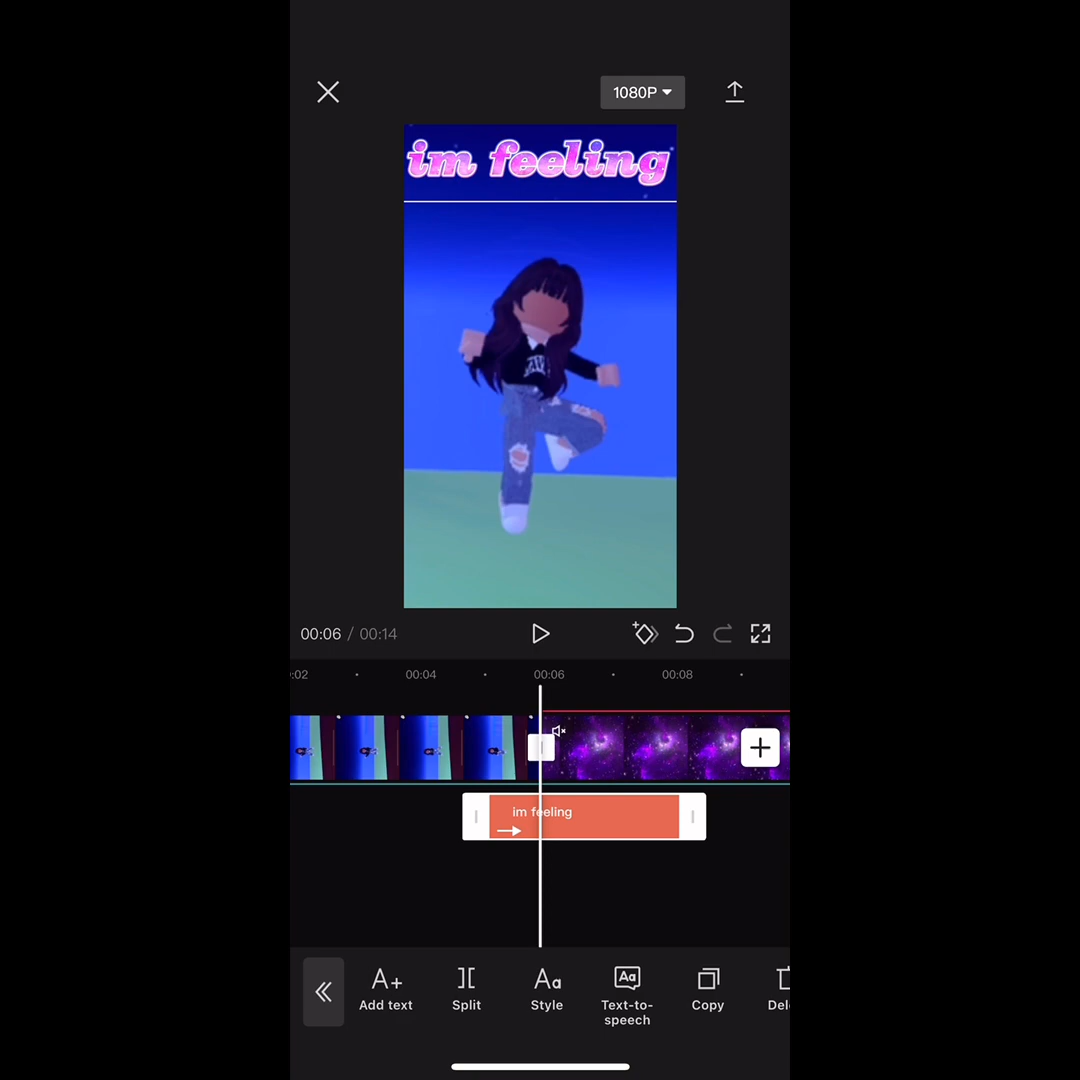 1080P
im feeling
00:06 / 00:14
:02 00:04 00:06 00:08
im feeling
Add text Split Style Text-to-speech Copy Del